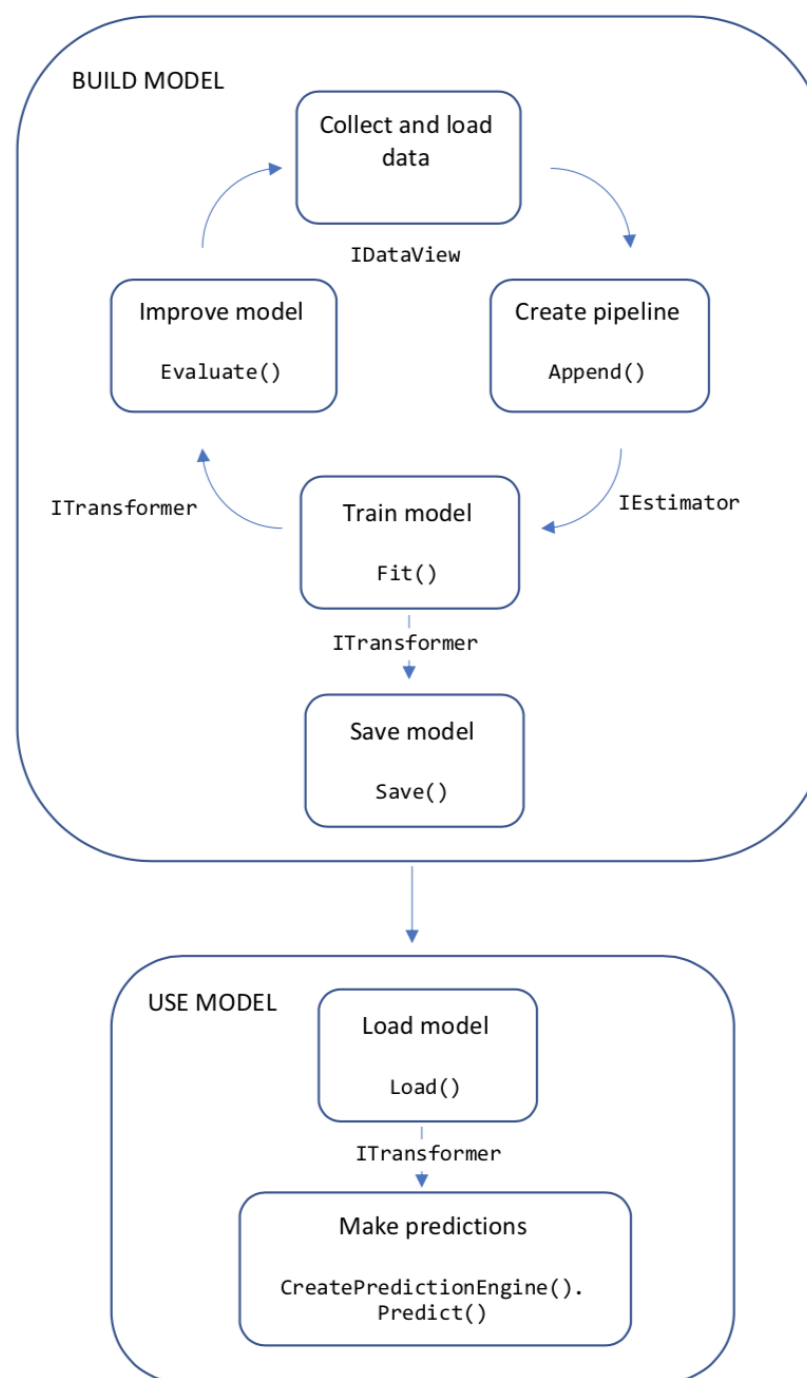 BUILD MODEL
Collect and load
data
IDataView
Improve model
Evaluate()
Create pipeline
Append()
ITransformer
IEstimator
Train model
Fit()
ITransformer
Save model
Save()
USE MODEL
Load model
Load()
ITransformer
Make predictions
CreatePredictionEngine().
Predict()